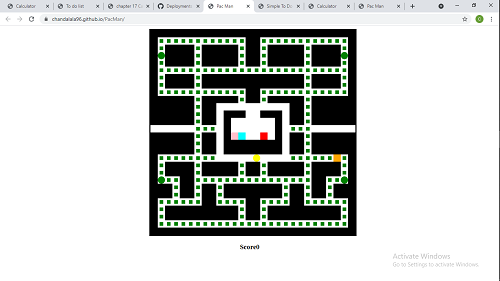 Calculator
To do list
chapter 17 C
Deployment
Pac Man
Simple To D
Calculator
Pac Man
chandalala96.github.io/PacMan/
Score0
Activate Windows
Go to Settings to activate Windows.